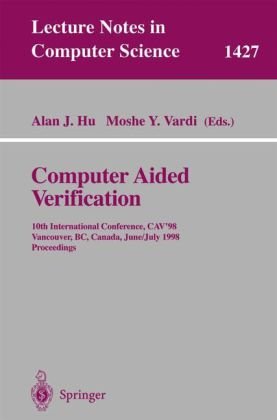 Lecture Notes in
Computer Science 1427
Alan J. Hu Moshe Y. Vardi (Eds.)
Computer Aided
Verification
10th International Conference, CAV'98
Vancouver, BC, Canada, June/July 1998
Proceedings
Springer